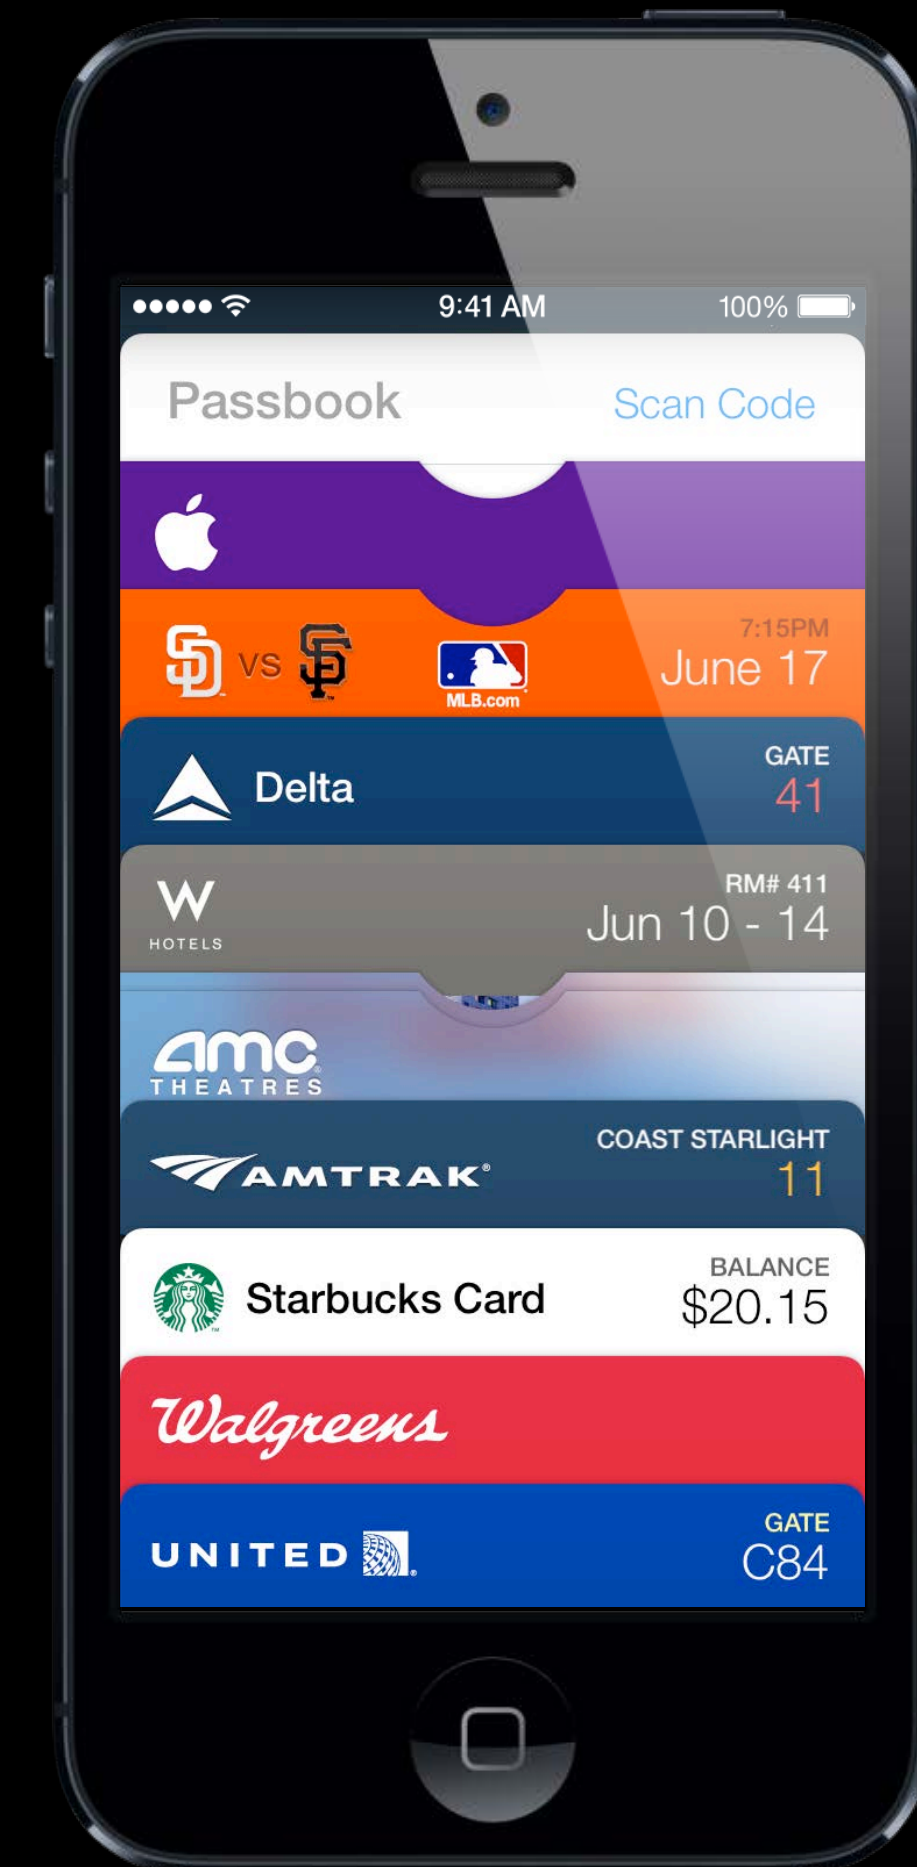 9:41 AM 100%
Passbook Scan Code
7:15PM
SD VS SF June 17
MLB.com
GATE
Delta 41
W RM# 411
HOTELS Jun 10 - 14
amc
THEATRES
COAST STARLIGHT
AMTRAK® 11
BALANCE
Starbucks Card $20.15
Walgreens
GATE
UNITED C84